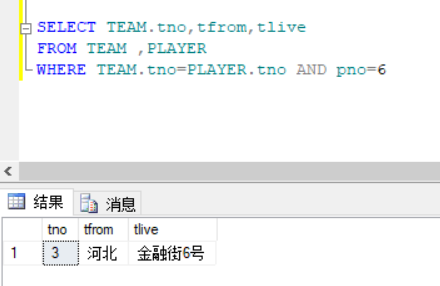 SELECT TEAM.tno,tfrom,tlive
FROM TEAM ,PLAYER
WHERE TEAM.tno=PLAYER.tno AND pno=6
结果 消息
tno tfrom tlive
1 3 河北 金融街6号